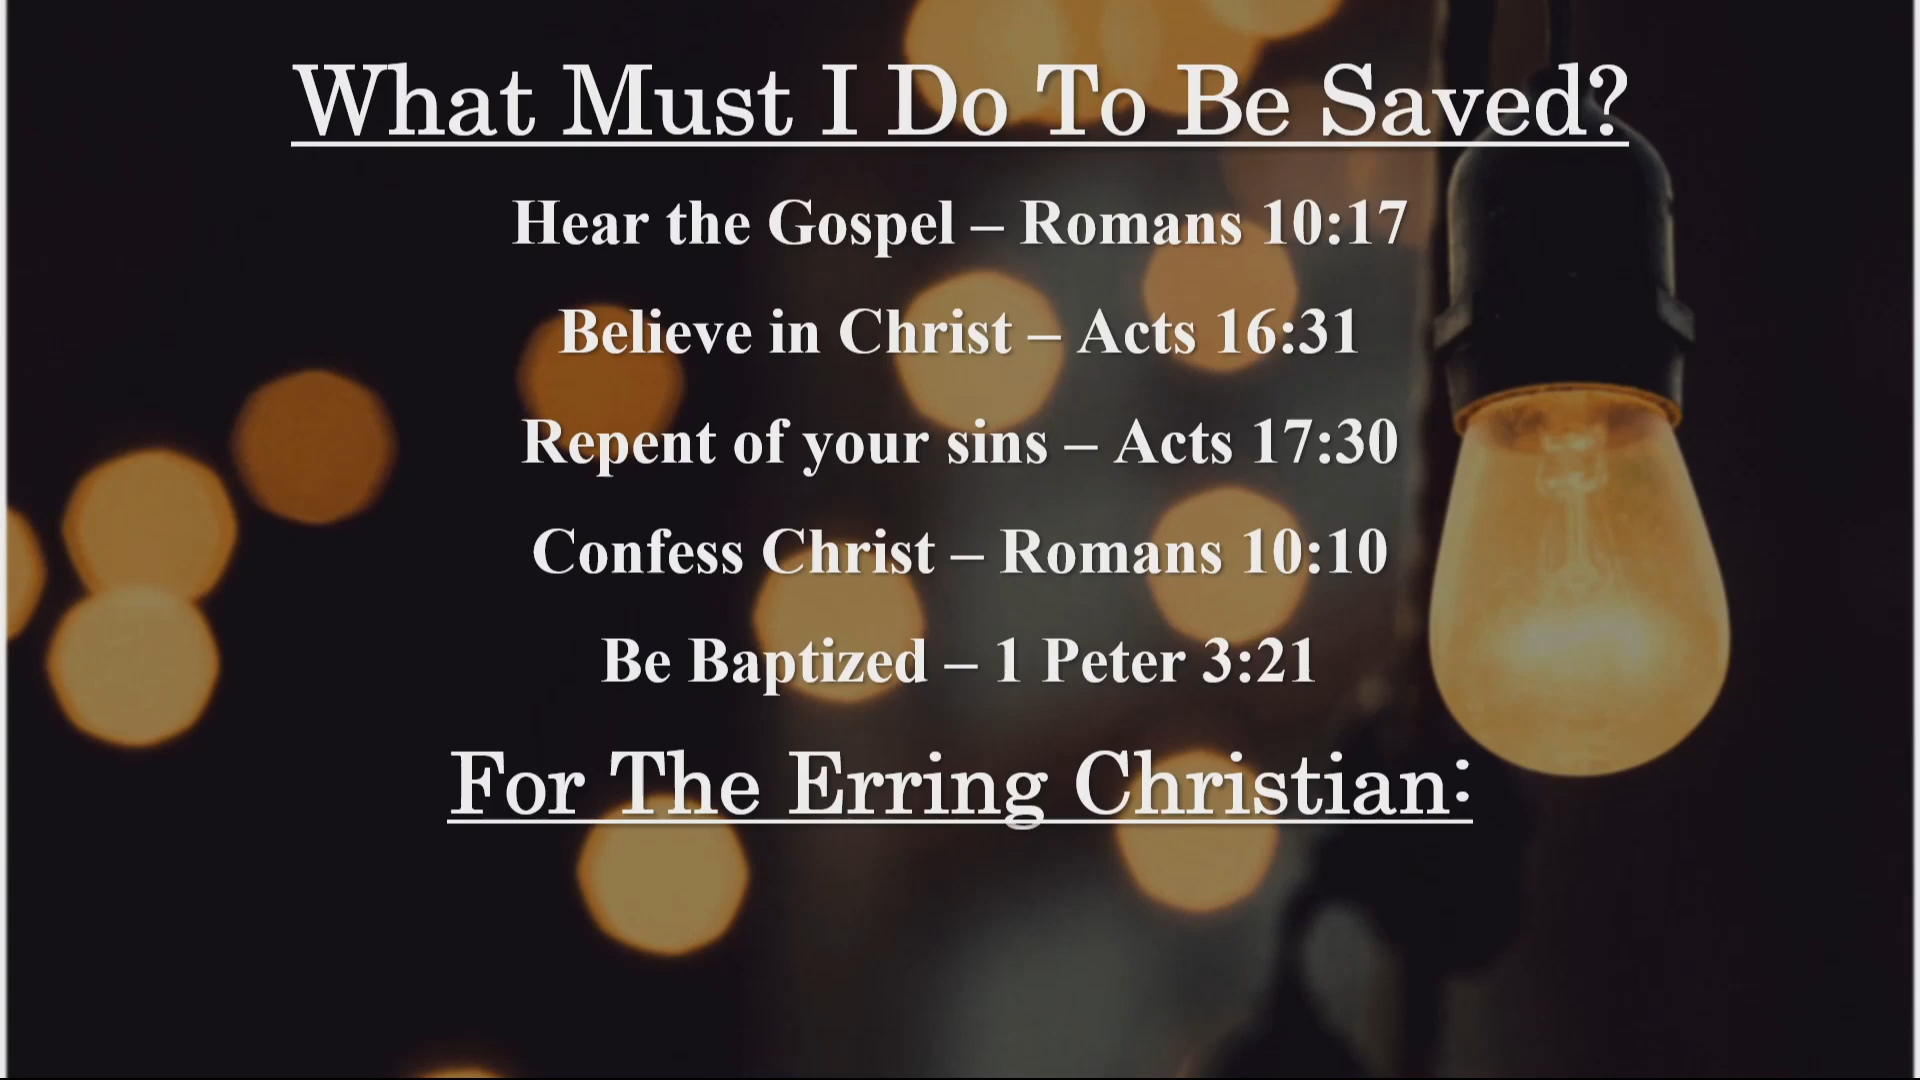 What Must I Do To Be Saved?
Hear the Gospel – Romans 10:17
Believe in Christ – Acts 16:31
Repent of your sins – Acts 17:30
Confess Christ – Romans 10:10
Be Baptized – 1 Peter 3:21
For The Erring Christian: